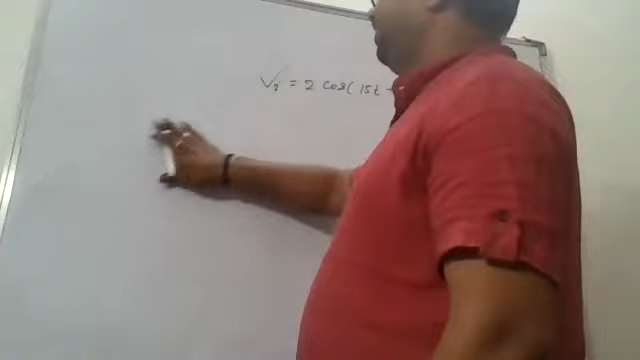 V₂ = 2 cos( 15t -